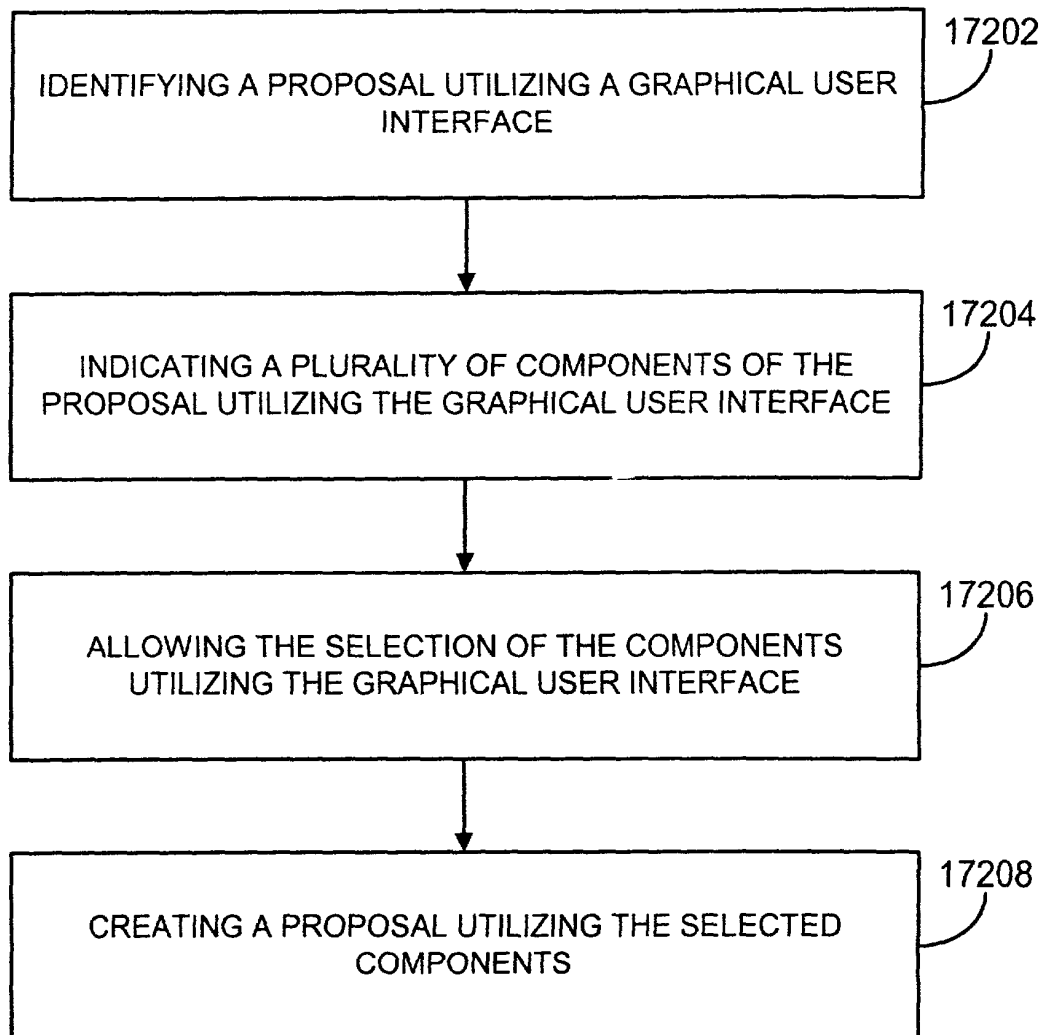 17202
IDENTIFYING A PROPOSAL UTILIZING A GRAPHICAL USER
INTERFACE
17204
INDICATING A PLURALITY OF COMPONENTS OF THE
PROPOSAL UTILIZING THE GRAPHICAL USER INTERFACE
17206
ALLOWING THE SELECTION OF THE COMPONENTS
UTILIZING THE GRAPHICAL USER INTERFACE
17208
CREATING A PROPOSAL UTILIZING THE SELECTED
COMPONENTS